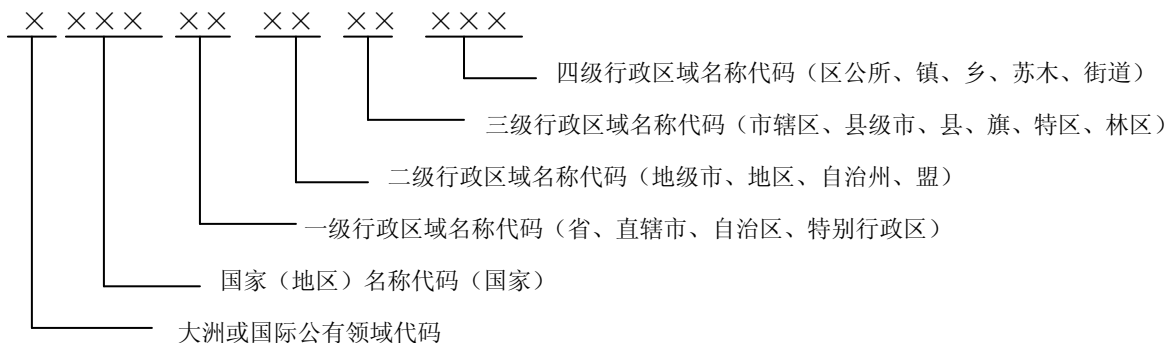 × ××× ×× ×× ×× ×××
四级行政区域名称代码（区公所、镇、乡、苏木、街道）
三级行政区域名称代码（市辖区、县级市、县、旗、特区、林区）
二级行政区域名称代码（地级市、地区、自治州、盟）
一级行政区域名称代码（省、直辖市、自治区、特别行政区）
国家（地区）名称代码（国家）
大洲或国际公有领域代码